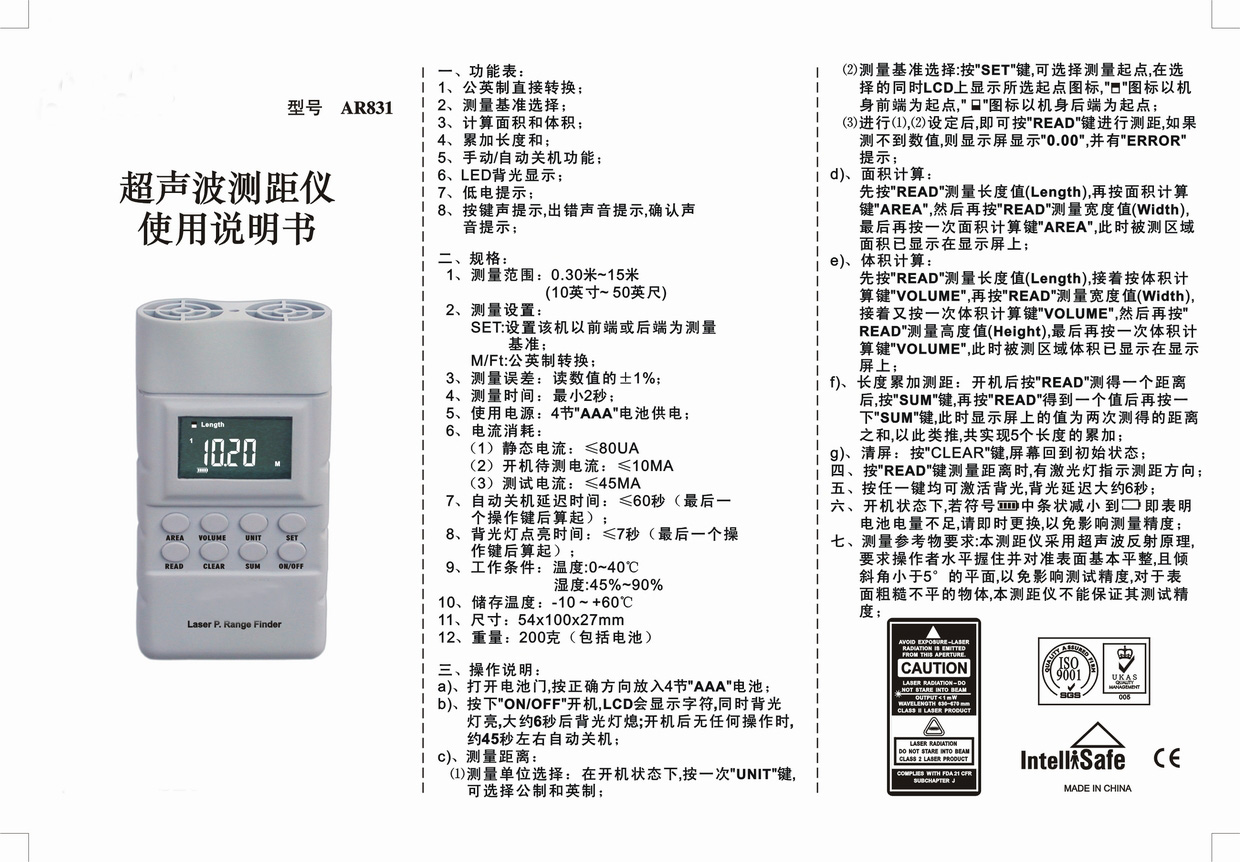 型号 AR831
超声波测距仪
使用说明书
Length
1
10.20
M
AREA VOLUME UNIT SET
READ CLEAR SUM ON/OFF
Laser P. Range Finder
一、功能表：
1、公英制直接转换；
2、测量基准选择；
3、计算面积和体积；
4、累加长度和；
5、手动/自动关机功能；
6、LED背光显示；
7、低电提示；
8、按键声提示,出错声音提示,确认声
音提示；
二、规格：
1、测量范围：0.30米~15米
(10英寸~50英尺)
2、测量设置：
SET:设置该机以前端或后端为测量
基准；
M/Ft:公英制转换；
3、测量误差：读数值的±1%；
4、测量时间：最小2秒；
5、使用电源：4节"AAA"电池供电；
6、电流消耗：
（1）静态电流：≤80UA
（2）开机待测电流：≤10MA
（3）测试电流：≤45MA
7、自动关机延迟时间：≤60秒（最后一
个操作键后算起）；
8、背光灯点亮时间：≤7秒（最后一个操
作键后算起）；
9、工作条件：温度:0~40℃
湿度:45%~90%
10、储存温度：-10~+60℃
11、尺寸：54x100x27mm
12、重量：200克（包括电池）
三、操作说明：
a)、打开电池门,按正确方向放入4节"AAA"电池；
b)、按下"ON/OFF"开机,LCD会显示字符,同时背光
灯亮,大约6秒后背光灯熄;开机后无任何操作时,
约45秒左右自动关机；
c)、测量距离：
⑴测量单位选择：在开机状态下,按一次"UNIT"键,
可选择公制和英制；
⑵测量基准选择:按"SET"键,可选择测量起点,在选
择的同时LCD上显示所选起点图标,""图标以机
身前端为起点,""图标以机身后端为起点；
⑶进行⑴,⑵设定后,即可按"READ"键进行测距,如果
测不到数值,则显示屏显示"0.00",并有"ERROR"
提示；
d)、面积计算：
先按"READ"测量长度值(Length),再按面积计算
键"AREA",然后再按"READ"测量宽度值(Width),
最后再按一次面积计算键"AREA",此时被测区域
面积已显示在显示屏上；
e)、体积计算：
先按"READ"测量长度值(Length),接着按体积计
算键"VOLUME",再按"READ"测量宽度值(Width),
接着又按一次体积计算键"VOLUME",然后再按"
READ"测量高度值(Height),最后再按一次体积计
算键"VOLUME",此时被测区域体积已显示在显示
屏上；
f)、长度累加测距：开机后按"READ"测得一个距离
后,按"SUM"键,再按"READ"得到一个值后再按一
下"SUM"键,此时显示屏上的值为两次测得的距离
之和,以此类推,共实现5个长度的累加；
g)、清屏：按"CLEAR"键,屏幕回到初始状态；
四、按"READ"键测量距离时,有激光灯指示测距方向；
五、按任一键均可激活背光,背光延迟大约6秒；
六、开机状态下,若符号中条状减小到即表明
电池电量不足,请即时更换,以免影响测量精度；
七、测量参考物要求:本测距仪采用超声波反射原理,
要求操作者水平握住并对准表面基本平整,且倾
斜角小于5°的平面,以免影响测试精度,对于表
面粗糙不平的物体,本测距仪不能保证其测试精
度；
AVOID EXPOSURE-LASER
RADIATION IS EMITTED
FROM THIS APERTURE.
CAUTION
LASER RADIATION-DO
NOT STARE INTO BEAM
OUTPUT<1mW
WAVELENGTH 630-670 mm
CLASS II LASER PRODUCT
LASER RADIATION
DO NOT STARE INTO BEAM
CLASS 2 LASER PRODUCT
COMPLIES WITH FDA 21 CFR
SUBCHAPTER J
QUALITY ASSURED FIRM
ISO
9001
SGS
UKAS
QUALITY
MANAGEMENT
005
IntelliSafe
CE
MADE IN CHINA